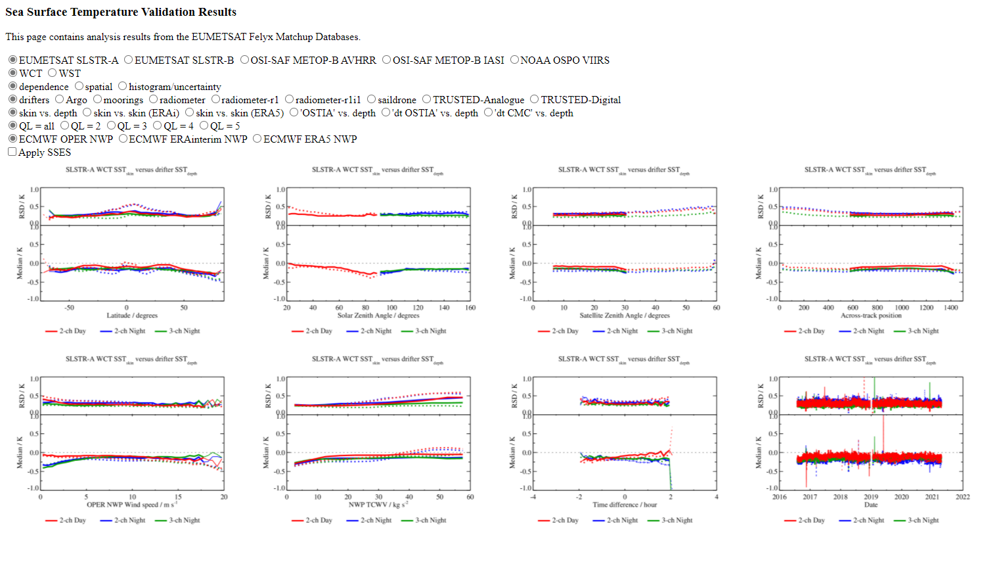 Sea Surface Temperature Validation Results
This page contains analysis results from the EUMETSAT Felyx Matchup Databases.
EUMETSAT SLSTR-A EUMETSAT SLSTR-B OSI-SAF METOP-B AVHRR OSI-SAF METOP-B IASI NOAA OSPO VIIRS
WCT WST
dependence spatial histogram/uncertainty
drifters Argo moorings radiometer radiometer-r1 radiometer-r1i1 saildrone TRUSTED-Analogue TRUSTED-Digital
skin vs. depth skin vs. skin (ERAi) skin vs. skin (ERA5) 'OSTIA' vs. depth 'dt OSTIA' vs. depth 'dt CMC' vs. depth
QL = all QL = 2 QL = 3 QL = 4 QL = 5
ECMWF OPER NWP ECMWF ERAinterim NWP ECMWF ERA5 NWP
Apply SSES
SLSTR-A WCT SST skin versus drifter SST depth
RSD / K
1.0
0.5
0.0
Median / K
1.0
0.5
0.0
-0.5
-1.0
-50 0 50
Latitude / degrees
2-ch Day 2-ch Night 3-ch Night
SLSTR-A WCT SST skin versus drifter SST depth
RSD / K
1.0
0.5
0.0
Median / K
1.0
0.5
0.0
-0.5
-1.0
20 40 60 80 100 120 140 160
Solar Zenith Angle / degrees
2-ch Day 2-ch Night 3-ch Night
SLSTR-A WCT SST skin versus drifter SST depth
RSD / K
1.0
0.5
0.0
Median / K
1.0
0.5
0.0
-0.5
-1.0
0 10 20 30 40 50 60
Satellite Zenith Angle / degrees
2-ch Day 2-ch Night 3-ch Night
SLSTR-A WCT SST skin versus drifter SST depth
RSD / K
1.0
0.5
0.0
Median / K
1.0
0.5
0.0
-0.5
-1.0
0 200 400 600 800 1000 1200 1400
Across-track position
2-ch Day 2-ch Night 3-ch Night
SLSTR-A WCT SST skin versus drifter SST depth
RSD / K
1.0
0.5
0.0
Median / K
1.0
0.5
0.0
-0.5
-1.0
0 5 10 15 20
OPER NWP Wind speed / m s-1
2-ch Day 2-ch Night 3-ch Night
SLSTR-A WCT SST skin versus drifter SST depth
RSD / K
1.0
0.5
0.0
Median / K
1.0
0.5
0.0
-0.5
-1.0
0 10 20 30 40 50 60
NWP TCWV / kg s-2
2-ch Day 2-ch Night 3-ch Night
SLSTR-A WCT SST skin versus drifter SST depth
RSD / K
1.0
0.5
0.0
Median / K
1.0
0.5
0.0
-0.5
-1.0
-4 -2 0 2 4
Time difference / hour
2-ch Day 2-ch Night 3-ch Night
SLSTR-A WCT SST skin versus drifter SST depth
RSD / K
1.0
0.5
0.0
Median / K
1.0
0.5
0.0
-0.5
-1.0
2016 2017 2018 2019 2020 2021 2022
Date
2-ch Day 2-ch Night 3-ch Night